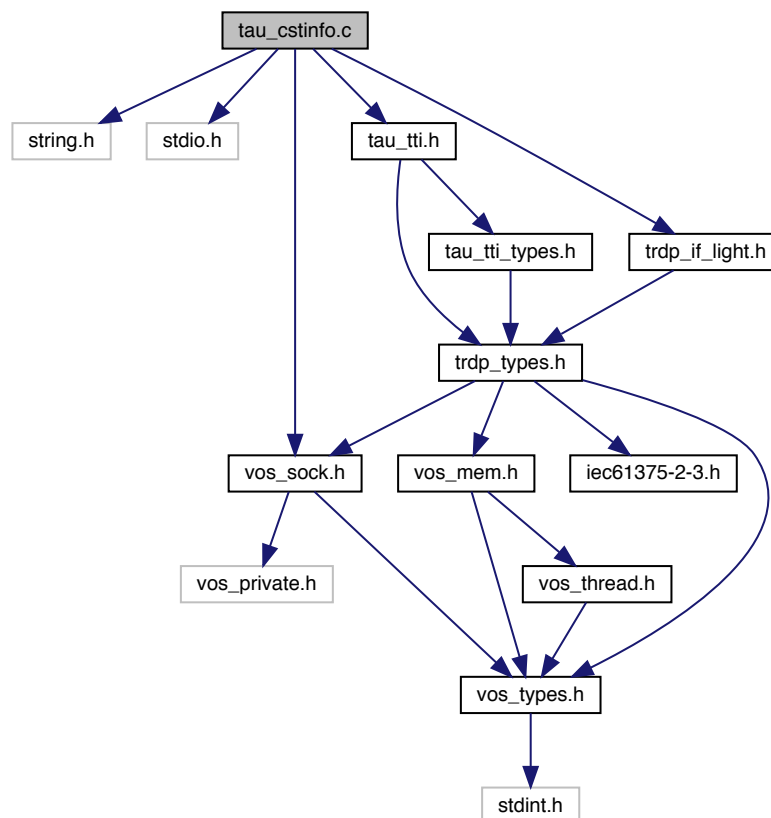 tau_cstinfo.c
string.h
stdio.h
tau_tti.h
tau_tti_types.h
trdp_if_light.h
trdp_types.h
vos_sock.h
vos_mem.h
iec61375-2-3.h
vos_private.h
vos_thread.h
vos_types.h
stdint.h